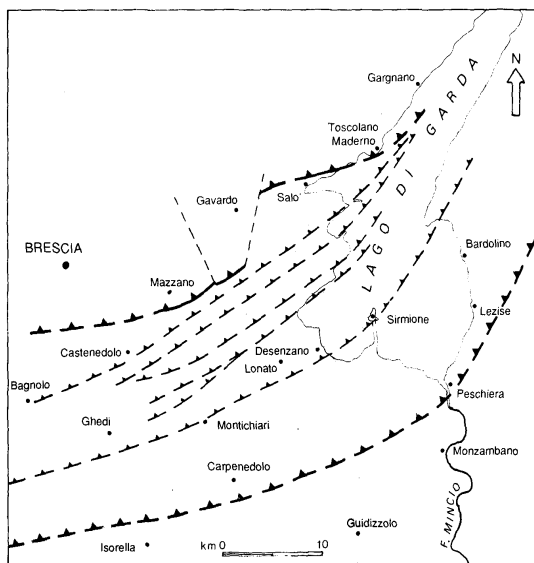 Gargnano
N
Toscolano
Maderno
LAGO DI GARDA
Gavardo
Salo
BRESCIA
Bardolino
Mazzano
Sirmione
Lezise
Castenedolo
Desenzano
Lonato
Bagnolo
Peschiera
Ghedi
Montichiari
Monzambano
Carpenedolo
F. MINCIO
Guidizzolo
Isorella
km 0 10